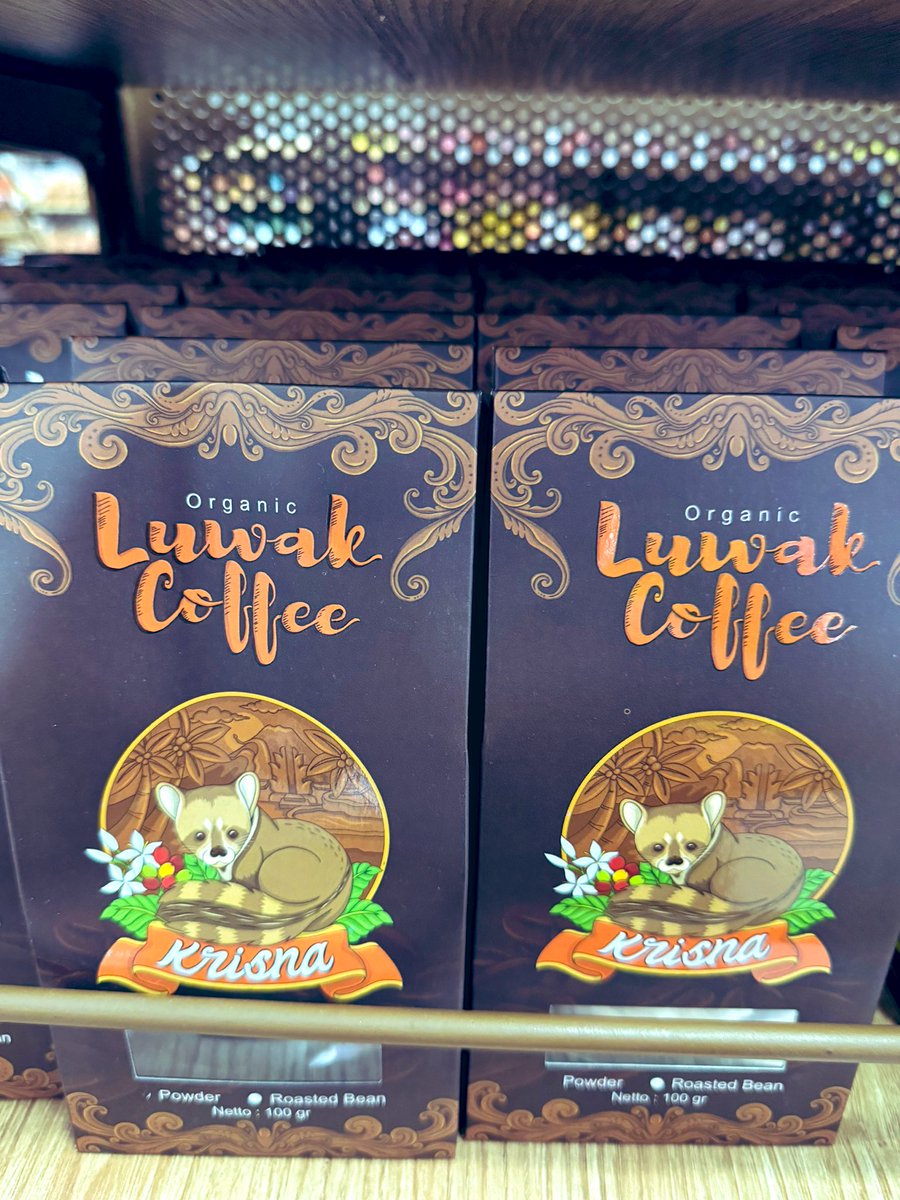 Organic
Luwak
Coffee
Krisna
Powder Roasted Bean
Netto : 100 gr
Organic
Luwak
Coffee
Krisna
Powder Roasted Bean
Netto : 100 gr